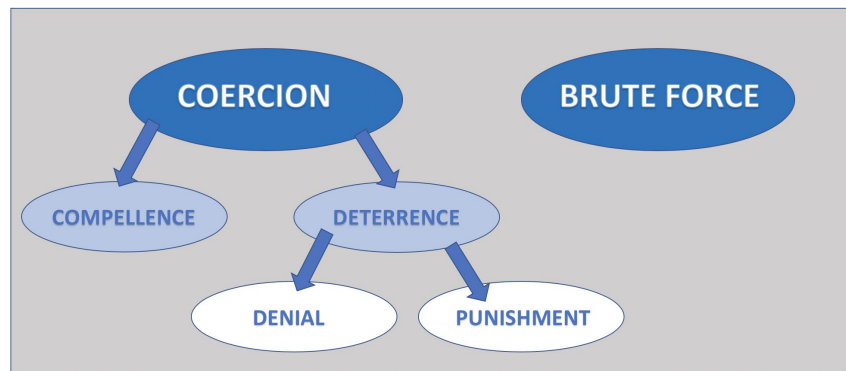 COERCION
BRUTE FORCE
COMPELLENCE
DETERRENCE
DENIAL
PUNISHMENT